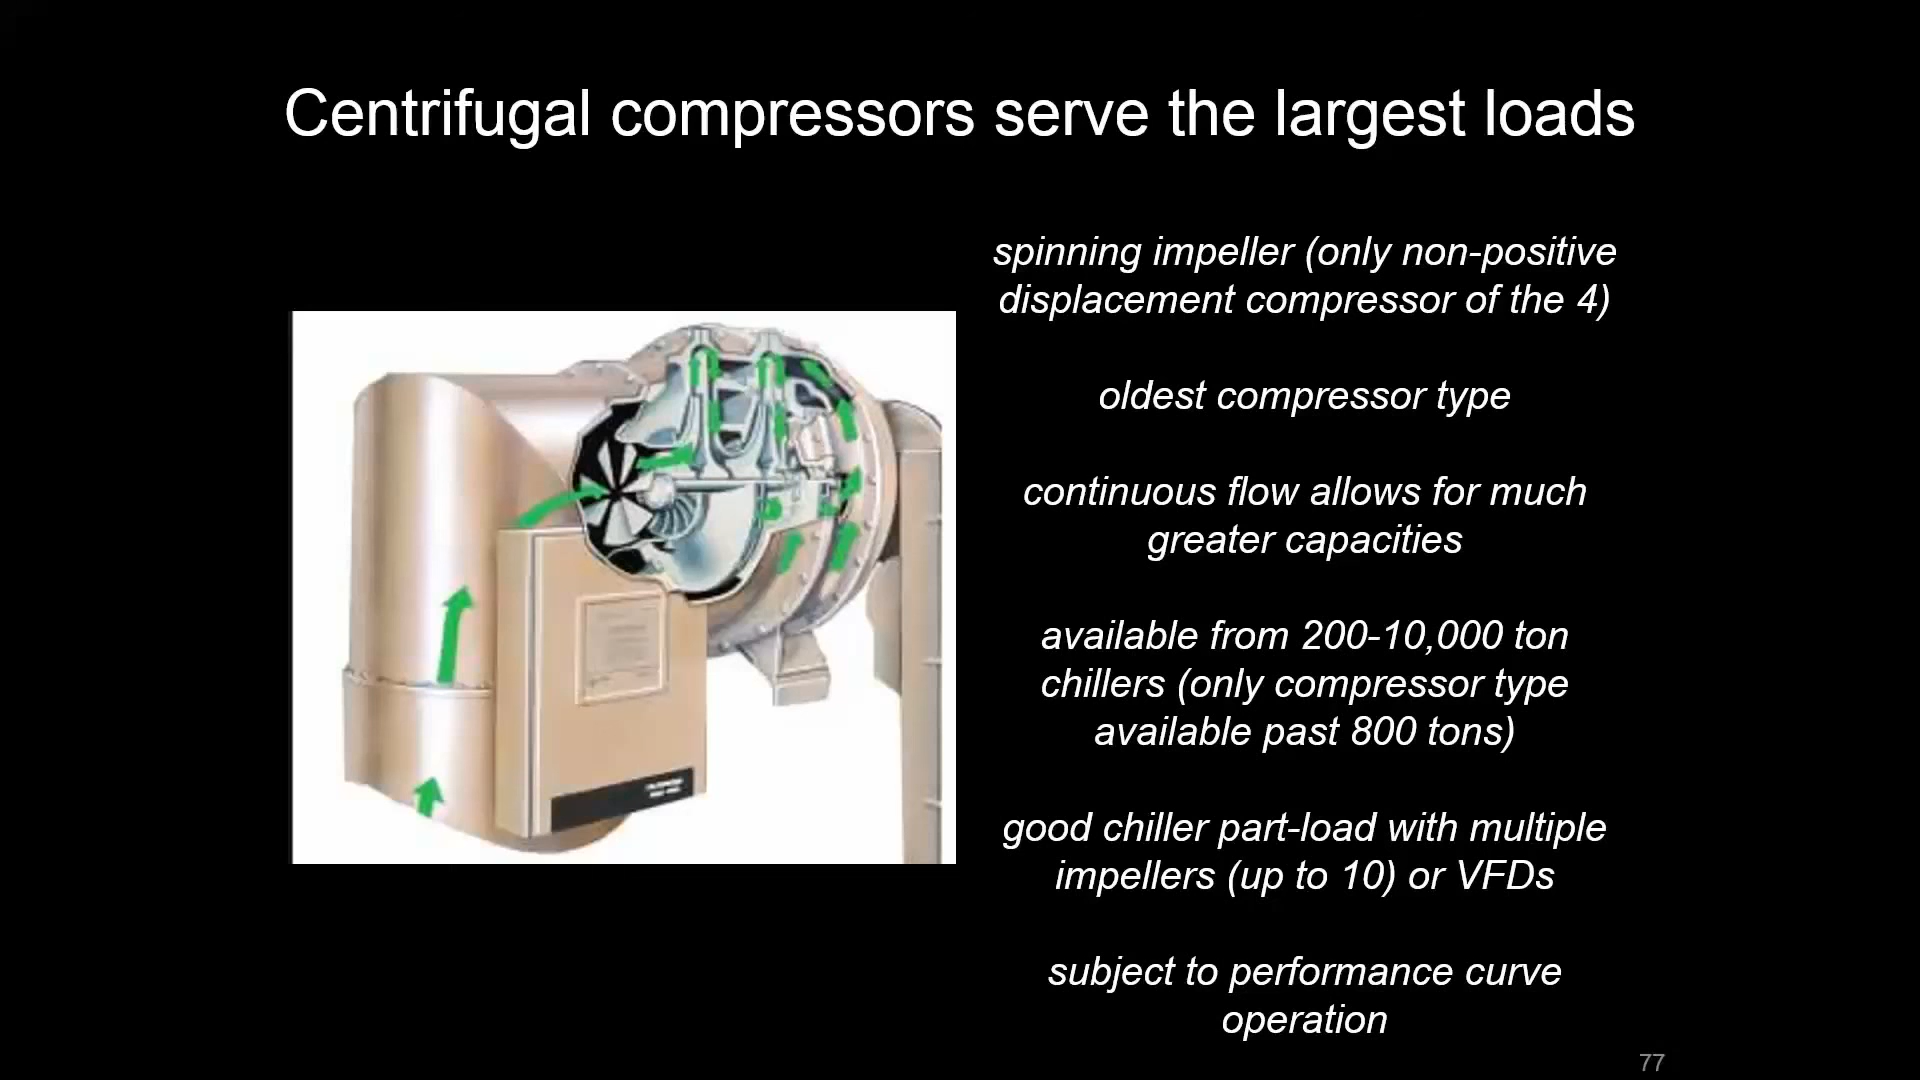 Centrifugal compressors serve the largest loads
spinning impeller (only non-positive
displacement compressor of the 4)
oldest compressor type
continuous flow allows for much
greater capacities
available from 200-10,000 ton
chillers (only compressor type
available past 800 tons)
good chiller part-load with multiple
impellers (up to 10) or VFDs
subject to performance curve
operation
77